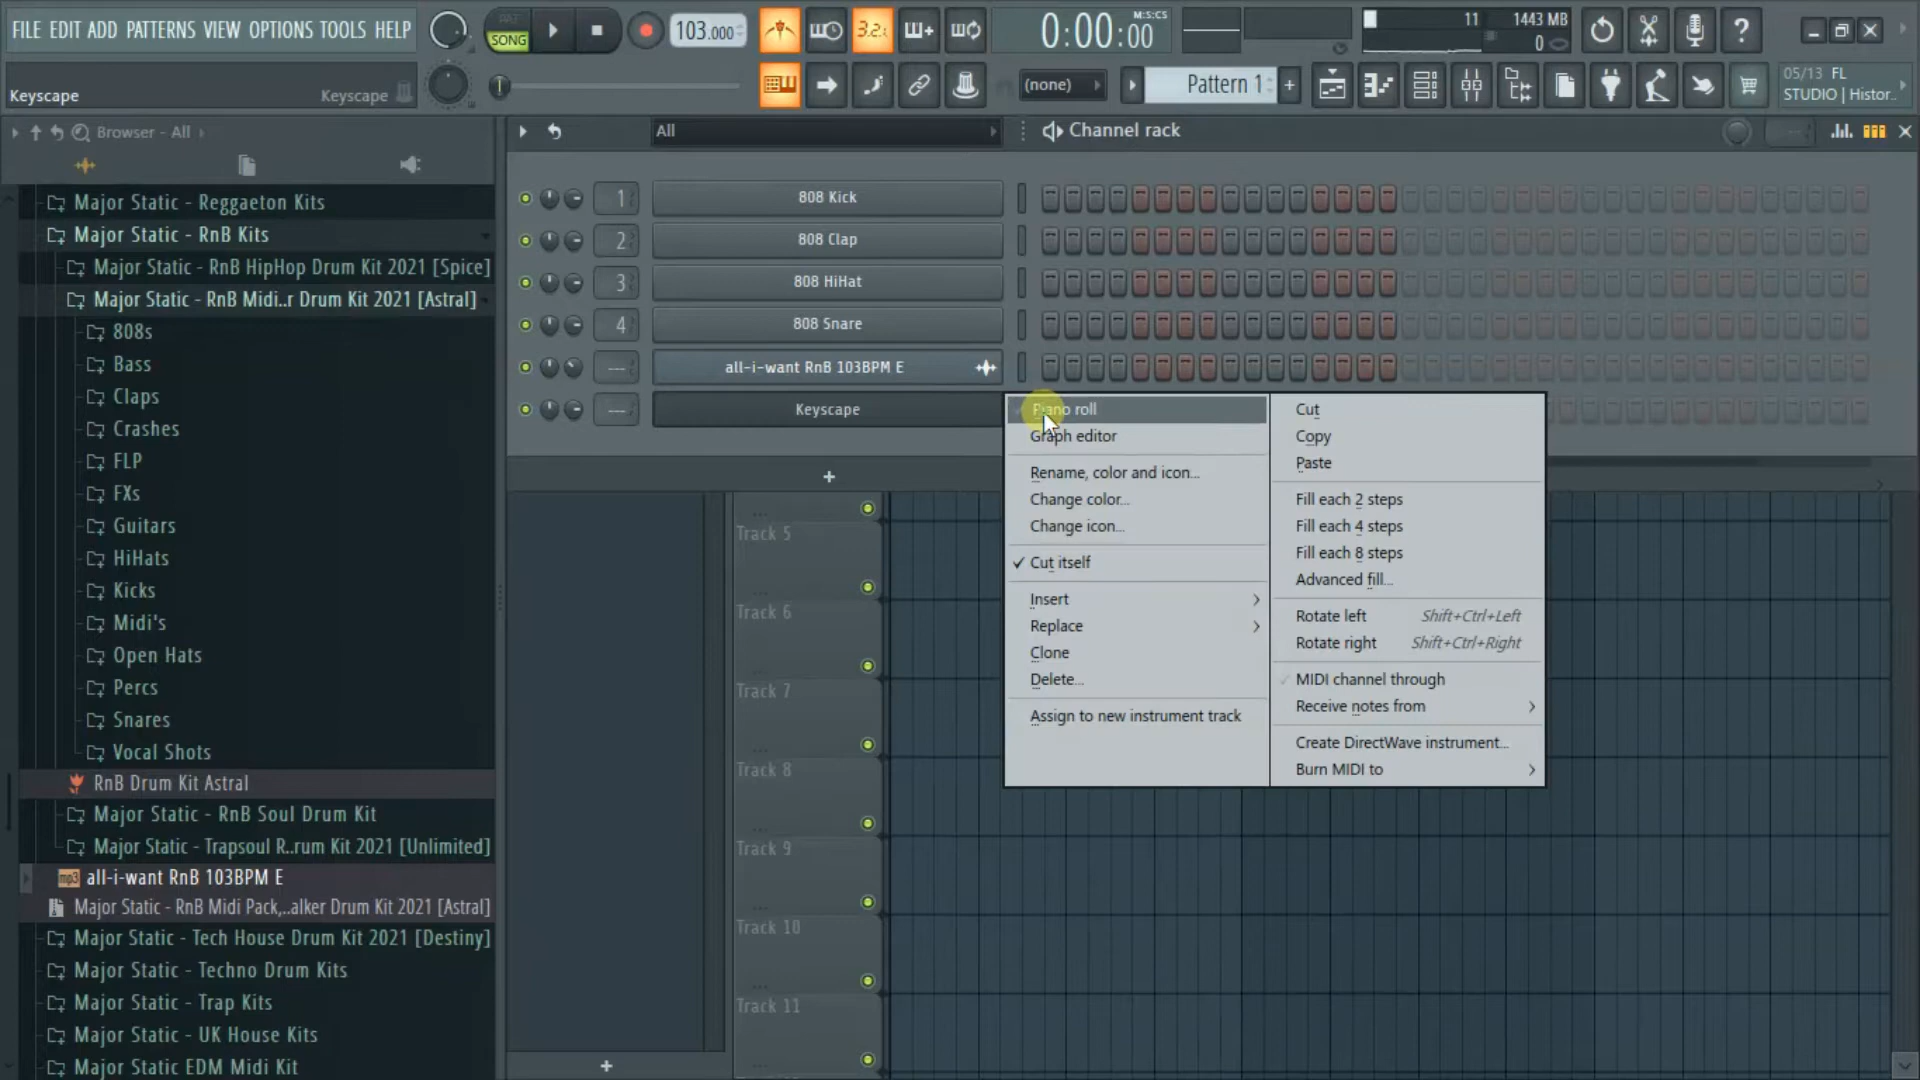 FILE EDIT ADD PATTERNS VIEW OPTIONS TOOLS HELP
PAT
SONG
103.000
3.2.
0:00:00
M:S:CS
11
1443 MB
0
?
Keyscape
Keyscape
(none)
Pattern 1
+
05/13 FL
STUDIO | Histor..
Browser - All
All
Channel rack
Major Static - Reggaeton Kits
Major Static - RnB Kits
Major Static - RnB HipHop Drum Kit 2021 [Spice]
Major Static - RnB Midi..r Drum Kit 2021 [Astral]
808s
Bass
Claps
Crashes
FLP
FXs
Guitars
HiHats
Kicks
Midi's
Open Hats
Percs
Snares
Vocal Shots
RnB Drum Kit Astral
Major Static - RnB Soul Drum Kit
Major Static - Trapsoul R..rum Kit 2021 [Unlimited]
mp3 all-i-want RnB 103BPM E
Major Static - RnB Midi Pack,..alker Drum Kit 2021 [Astral]
Major Static - Tech House Drum Kit 2021 [Destiny]
Major Static - Techno Drum Kits
Major Static - Trap Kits
Major Static - UK House Kits
Major Static EDM Midi Kit
1 808 Kick
2 808 Clap
3 808 HiHat
4 808 Snare
--- all-i-want RnB 103BPM E
--- Keyscape
+
Piano roll
Graph editor
Rename, color and icon...
Change color...
Change icon...
✓ Cut itself
Insert
Replace
Clone
Delete...
Assign to new instrument track
Cut
Copy
Paste
Fill each 2 steps
Fill each 4 steps
Fill each 8 steps
Advanced fill...
Rotate left Shift+Ctrl+Left
Rotate right Shift+Ctrl+Right
MIDI channel through
Receive notes from
Create DirectWave instrument...
Burn MIDI to
Track 5
Track 6
Track 7
Track 8
Track 9
Track 10
Track 11
+